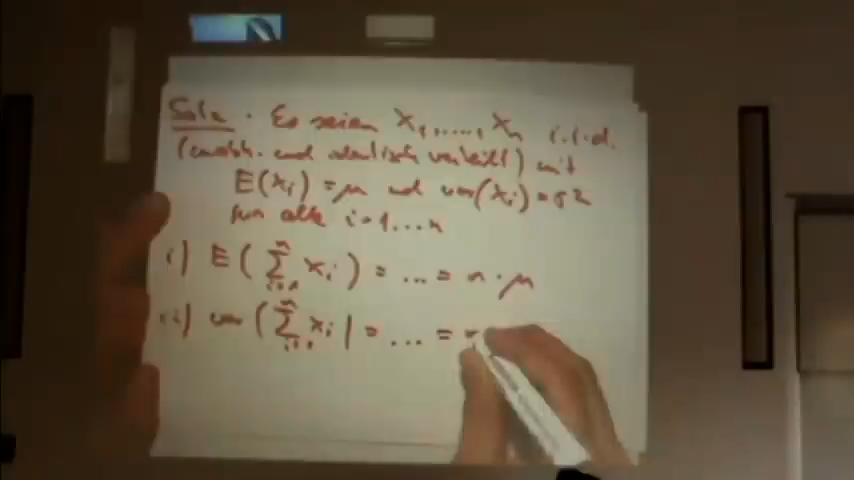 Satz. Es seien X₁,....., Xₙ i.i.d.
(unabh. und identisch verteilt) mit
E(Xᵢ) = μ und var(Xᵢ) = σ²
für alle i=1...n
i) E(∑ᵢ₌₁ⁿ Xᵢ) = ... = n·μ
ii) var(∑ᵢ₌₁ⁿ Xᵢ) = ... =